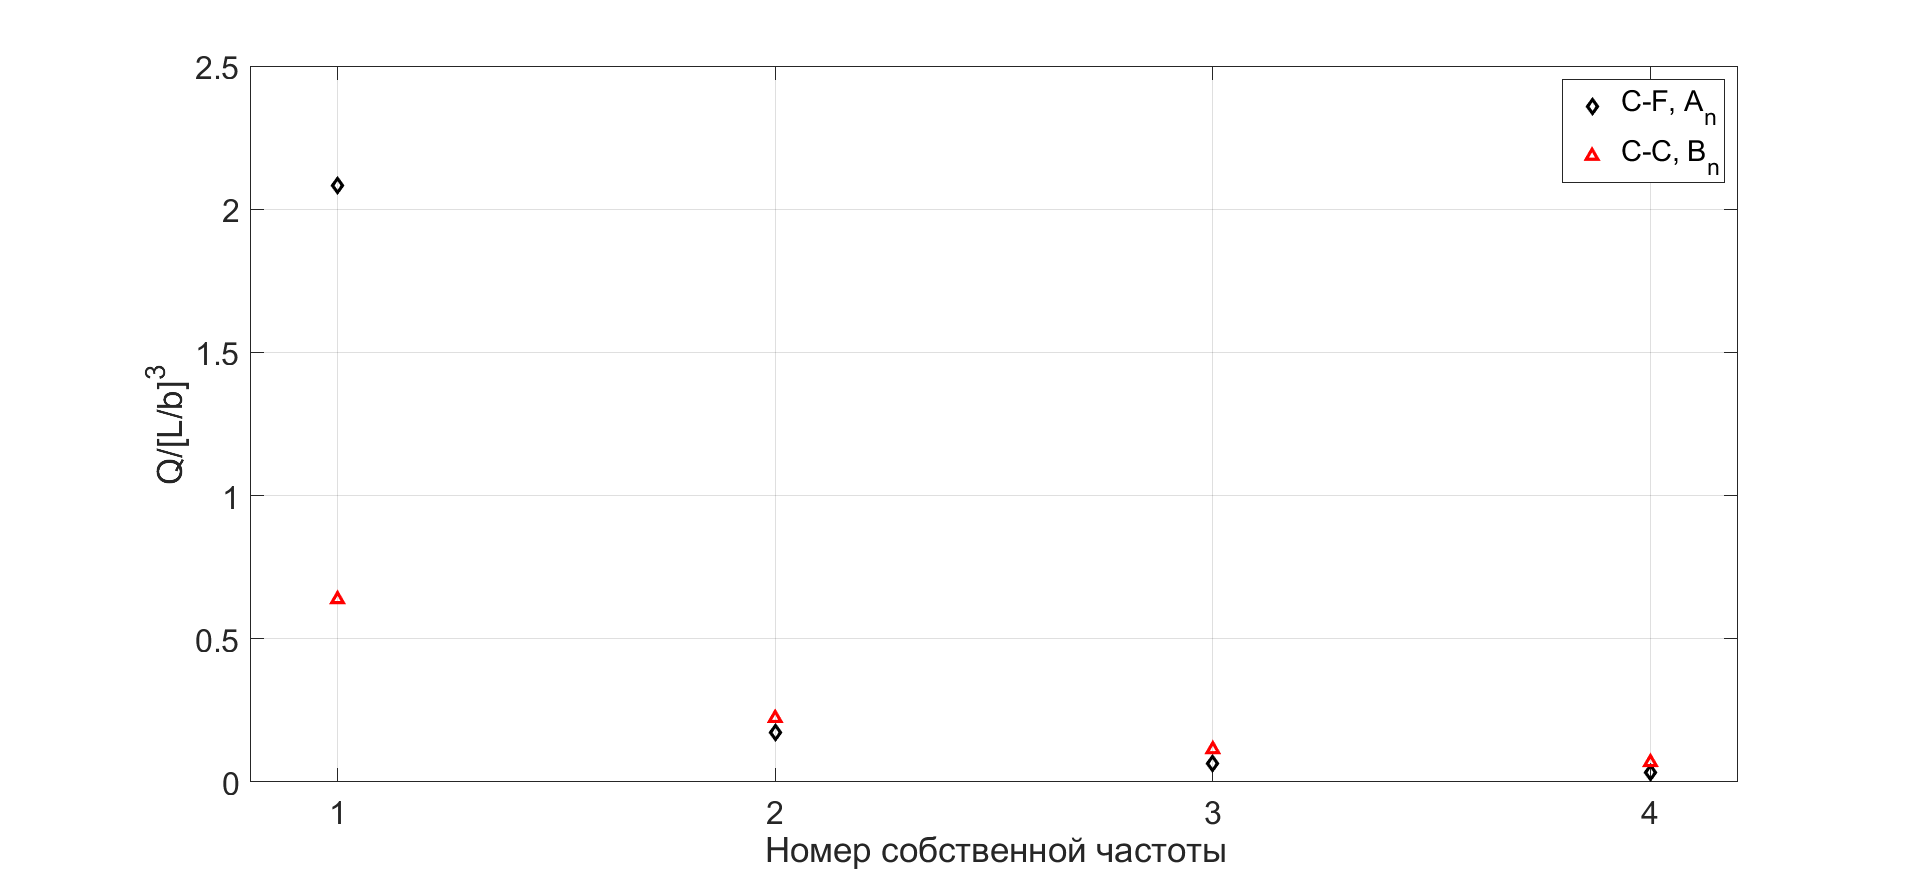 2.5
2
1.5
1
0.5
0
Q/[L/b]³
1 2 3 4
Номер собственной частоты
C-F, Aₙ
C-C, Bₙ